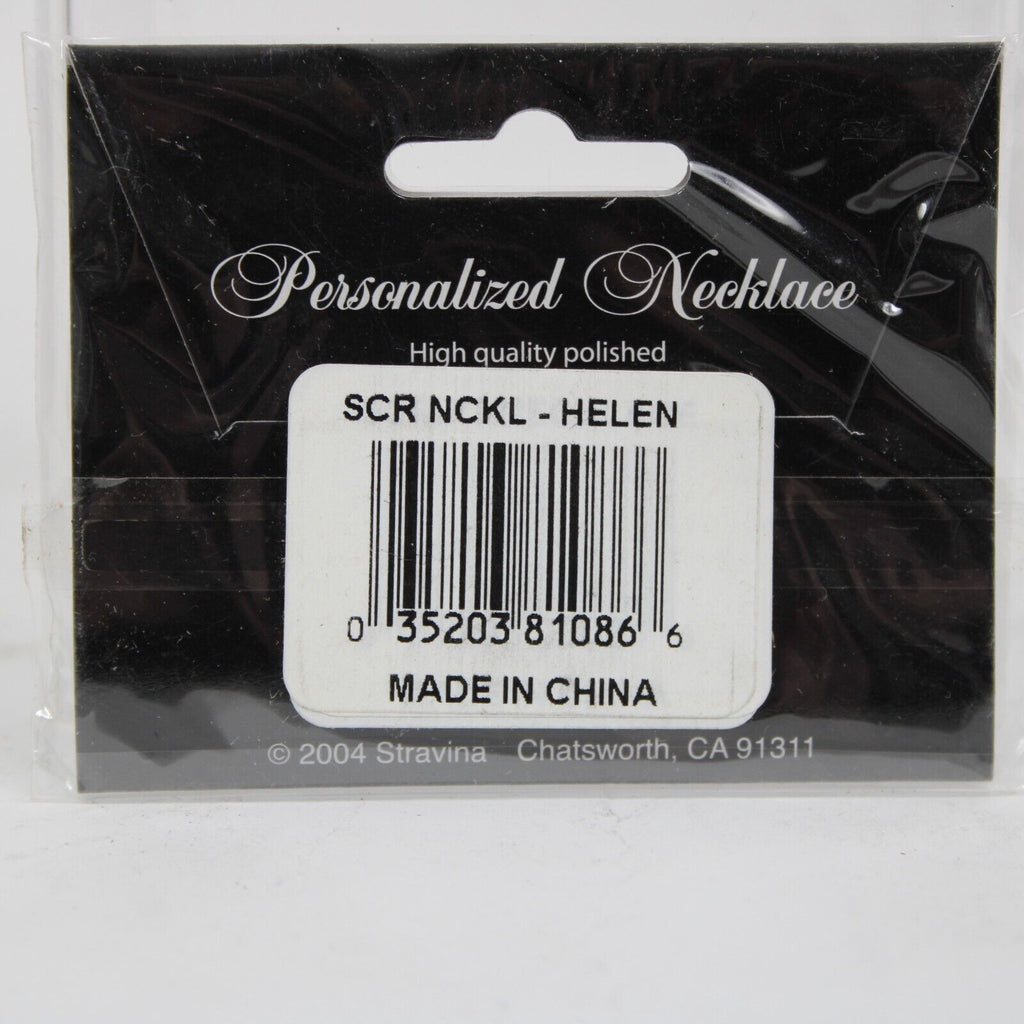 Personalized Necklace
High quality polished
SCR NCKL - HELEN
0 35203 81086 6
MADE IN CHINA
© 2004 Stravina Chatsworth, CA 91311